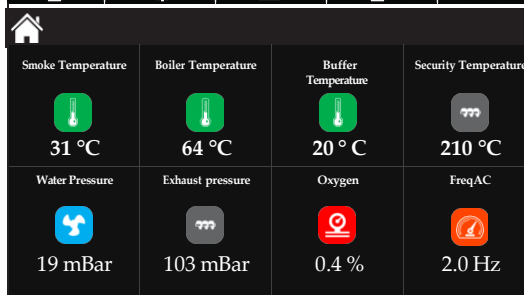 Smoke Temperature
Boiler Temperature
Buffer
Temperature
Security Temperature
31 °C
64 °C
20 ° C
210 °C
Water Pressure
Exhaust pressure
Oxygen
FreqAC
19 mBar
103 mBar
0.4 %
2.0 Hz